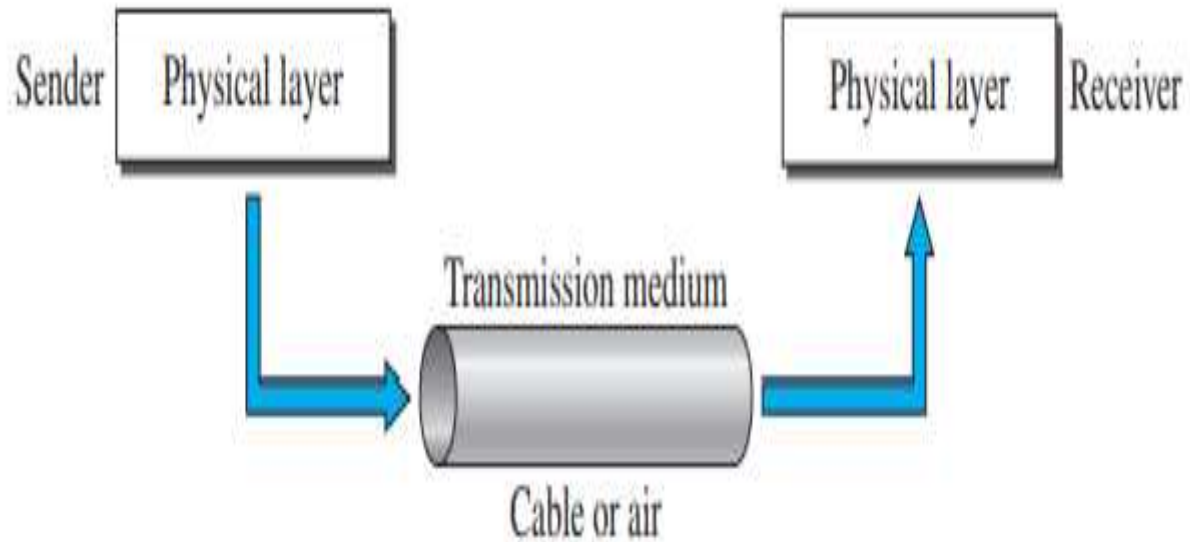 Sender
Physical layer
Physical layer
Receiver
Transmission medium
Cable or air